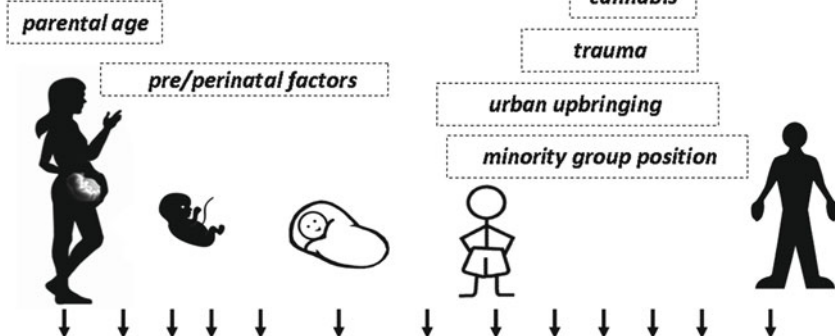 cannabis
parental age
trauma
pre/perinatal factors
urban upbringing
minority group position